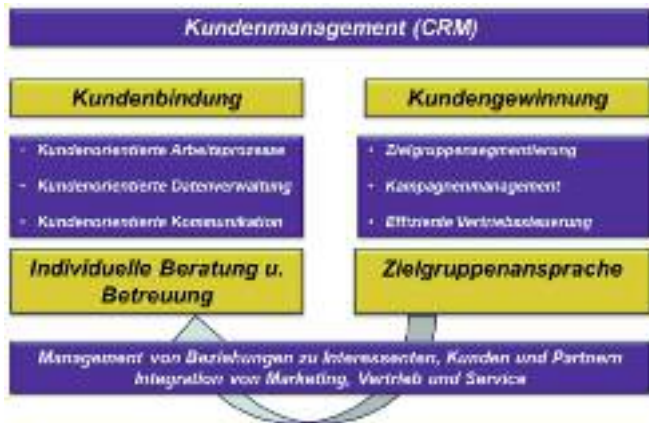 Kundenmanagement (CRM)
Kundenbindung
• Kundenorientierte Arbeitsprozesse
• Kundenorientierte Datenverwaltung
• Kundenorientierte Kommunikation
Individuelle Beratung u.
Betreuung
Kundengewinnung
• Zielgruppensegmentierung
• Kampagnenmanagement
• Effiziente Vertriebssteuerung
Zielgruppenansprache
Management von Beziehungen zu Interessenten, Kunden und Partnern
Integration von Marketing, Vertrieb und Service